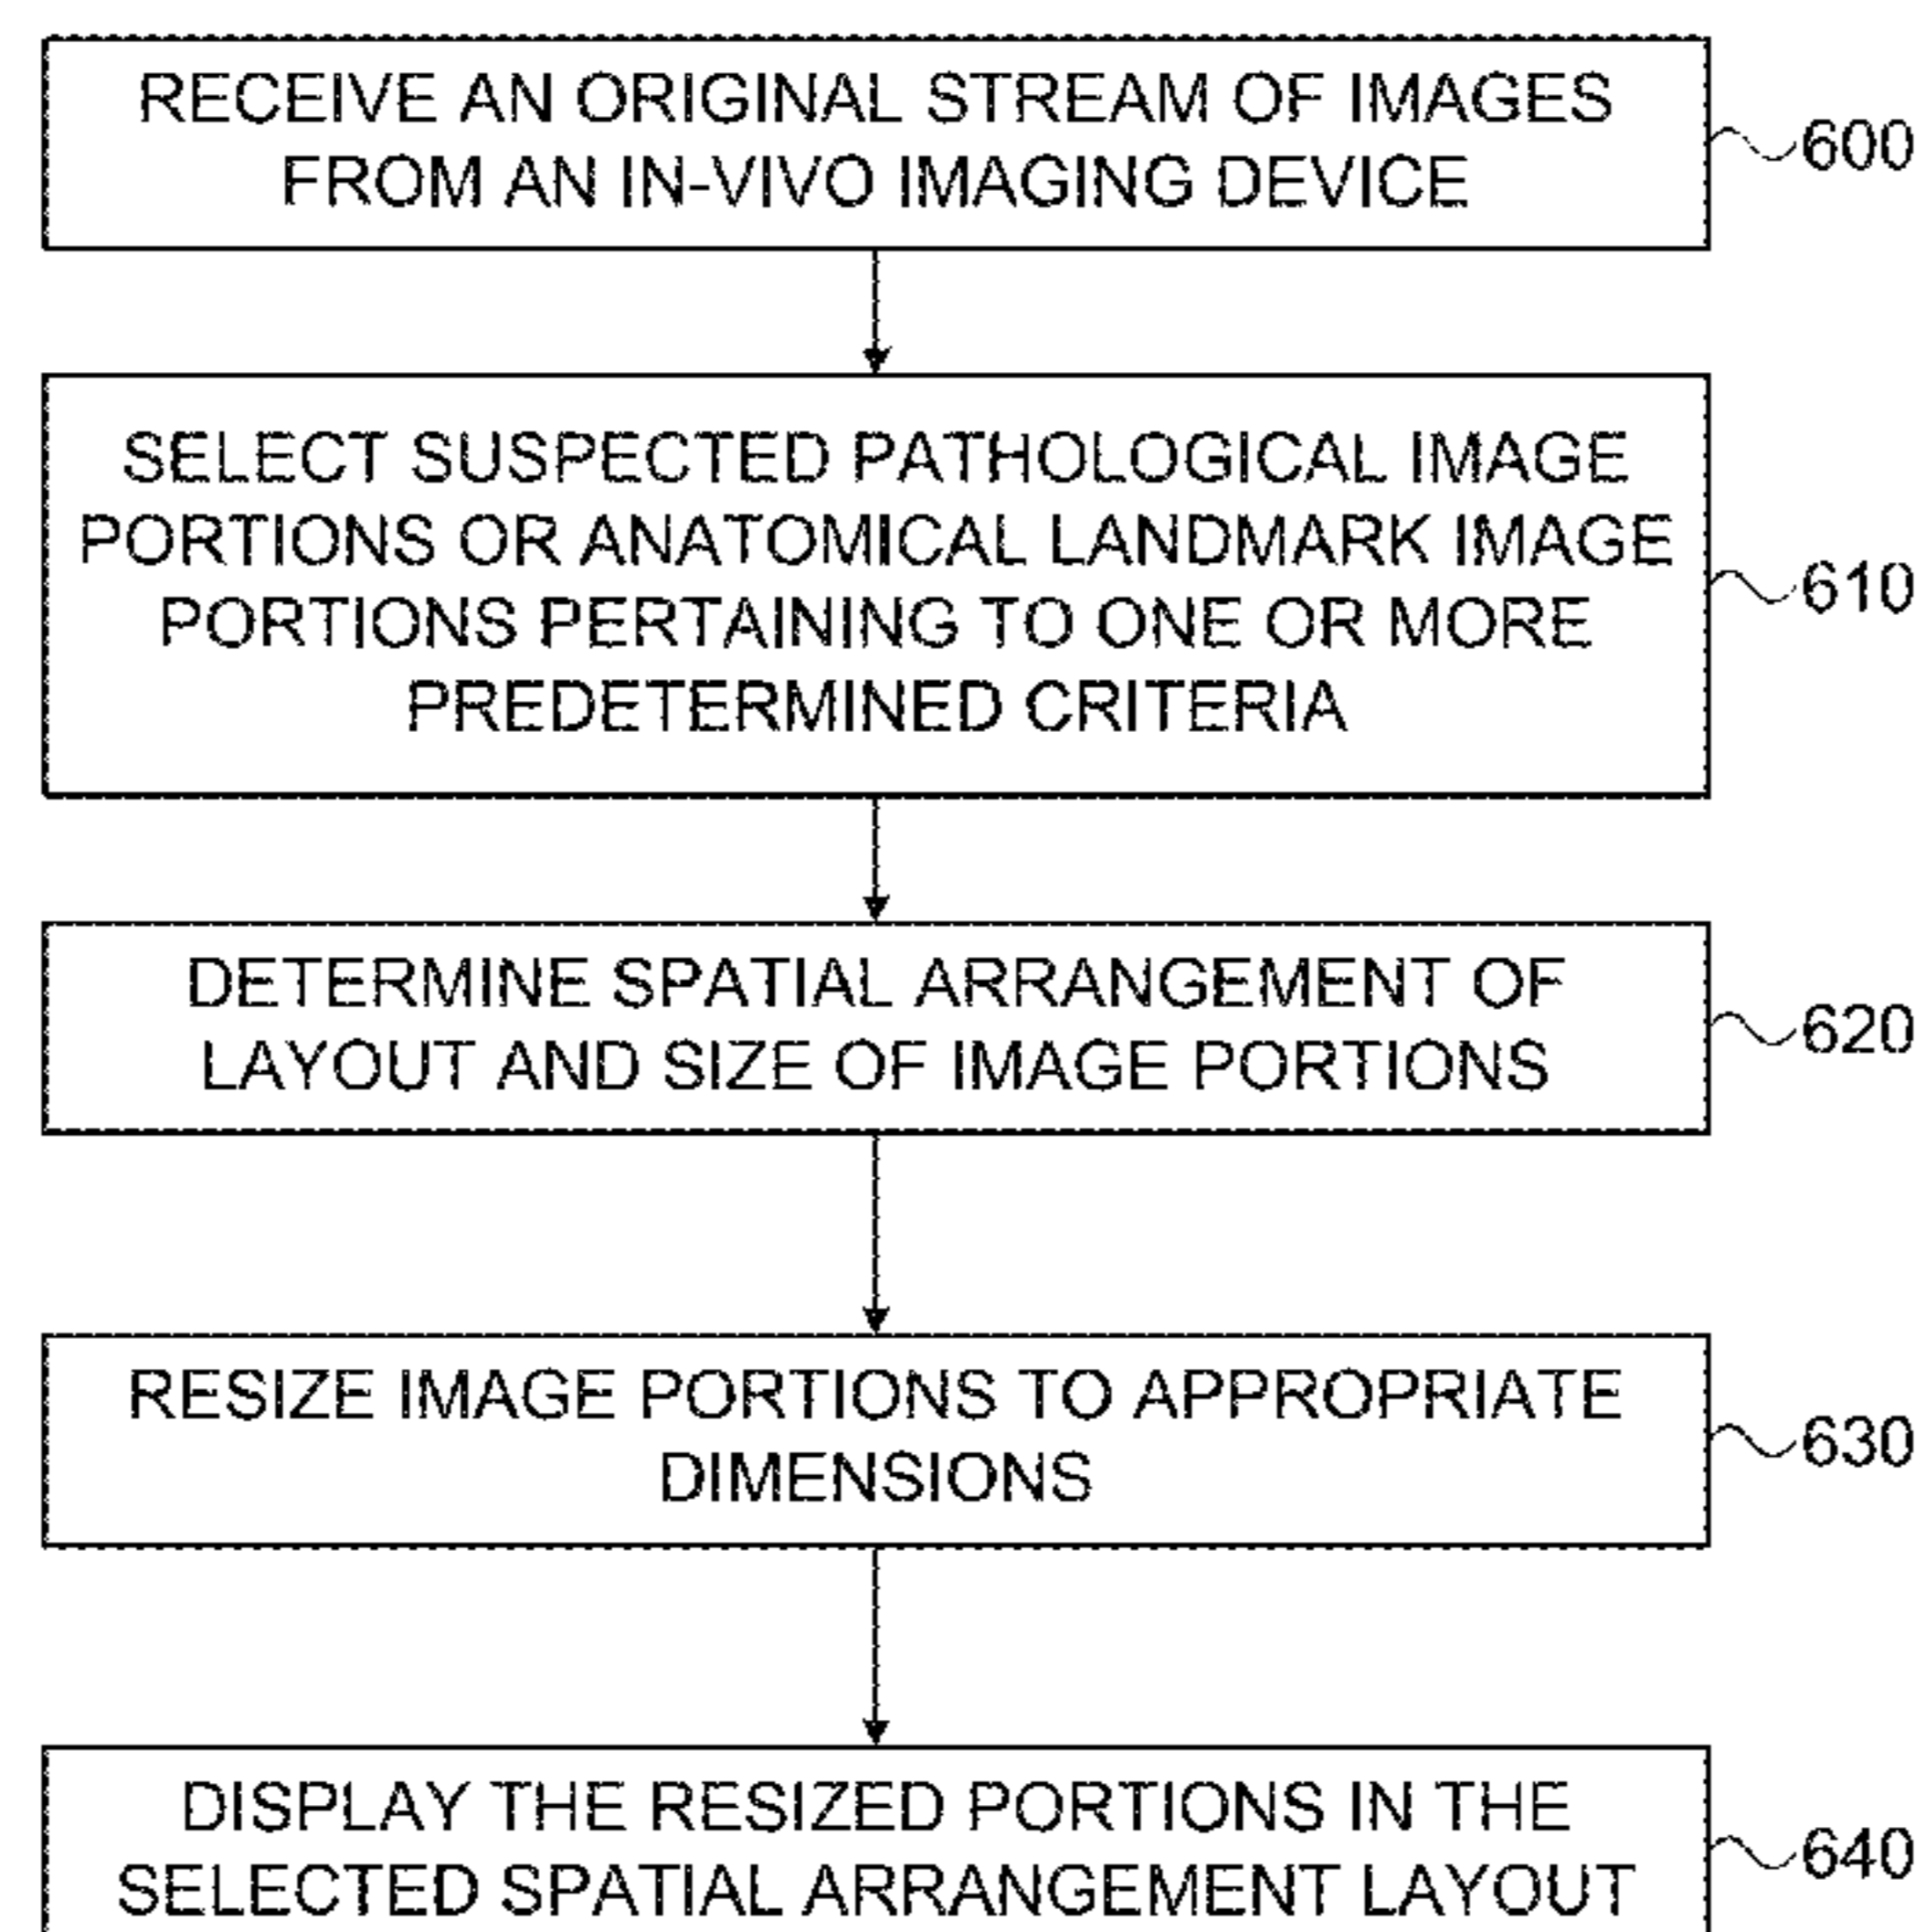 RECEIVE AN ORIGINAL STREAM OF IMAGES
FROM AN IN-VIVO IMAGING DEVICE
600
SELECT SUSPECTED PATHOLOGICAL IMAGE
PORTIONS OR ANATOMICAL LANDMARK IMAGE
PORTIONS PERTAINING TO ONE OR MORE
PREDETERMINED CRITERIA
610
DETERMINE SPATIAL ARRANGEMENT OF
LAYOUT AND SIZE OF IMAGE PORTIONS
620
RESIZE IMAGE PORTIONS TO APPROPRIATE
DIMENSIONS
630
DISPLAY THE RESIZED PORTIONS IN THE
SELECTED SPATIAL ARRANGEMENT LAYOUT
640